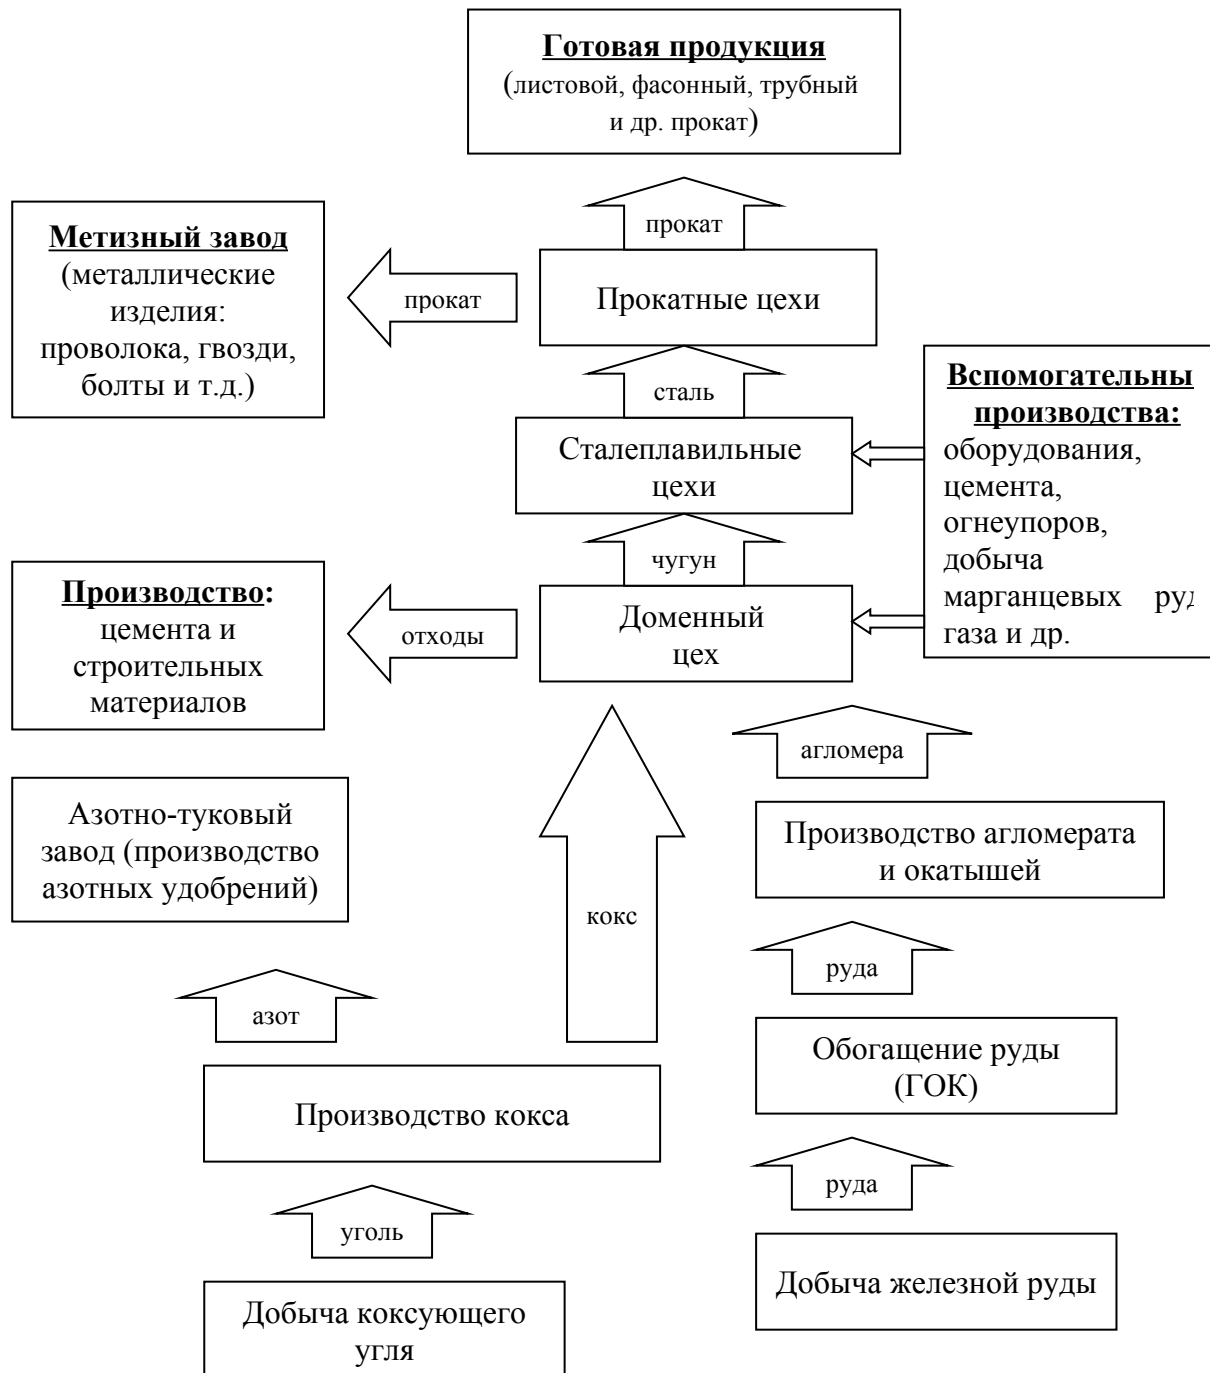 Готовая продукция
(листовой, фасонный, трубный
и др. прокат)
прокат
Метизный завод
(металлические
изделия:
проволока, гвозди,
болты и т.д.)
прокат
Прокатные цехи
сталь
Вспомогательны
производства:
оборудования,
цемента,
огнеупоров,
добыча
марганцевых руд
газа и др.
Сталеплавильные
цехи
чугун
Производство:
цемента и
строительных
материалов
отходы
Доменный
цех
агломера
Азотно-туковый
завод (производство
азотных удобрений)
кокс
Производство агломерата
и окатышей
руда
азот
Обогащение руды
(ГОК)
Производство кокса
руда
уголь
Добыча железной руды
Добыча коксующего
угля